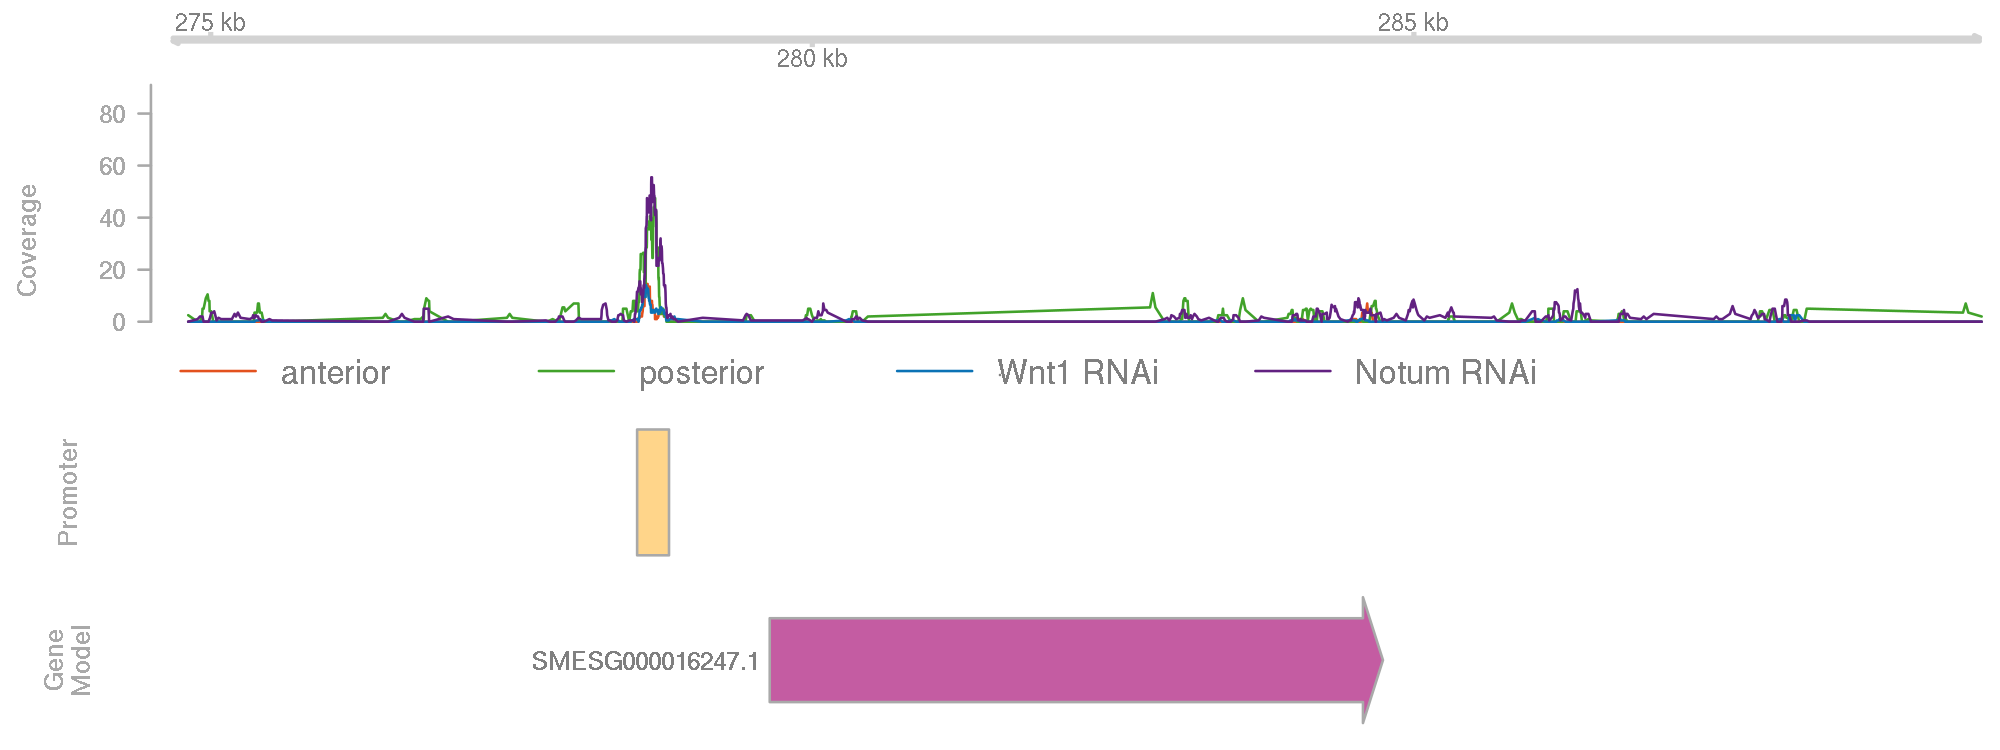 275 kb
285 kb
280 kb
80
60
40
20
0
Coverage
anterior posterior Wnt1 RNAi Notum RNAi
Promoter
Gene
Model
SMESG000016247.1